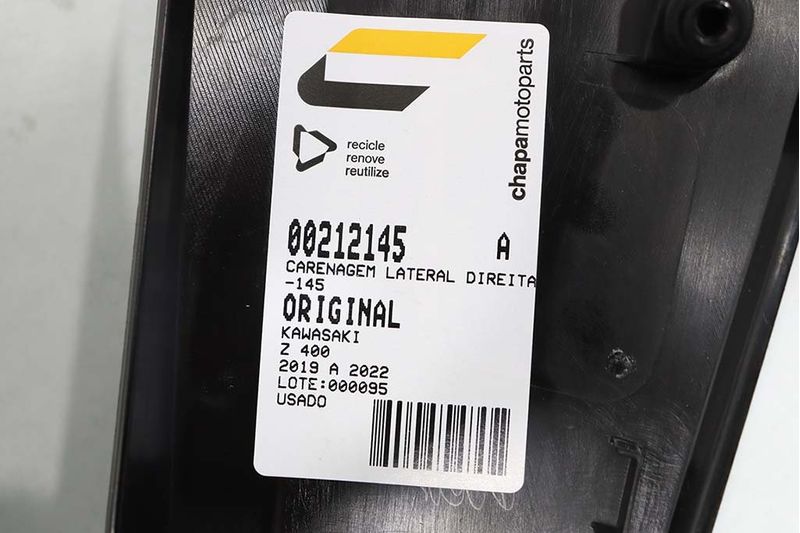 chapamotoparts
recicle
renove
reutilize
00212145 A
CARENAGEM LATERAL DIREITA
-145
ORIGINAL
KAWASAKI
Z 400
2019 A 2022
LOTE:000095
USADO